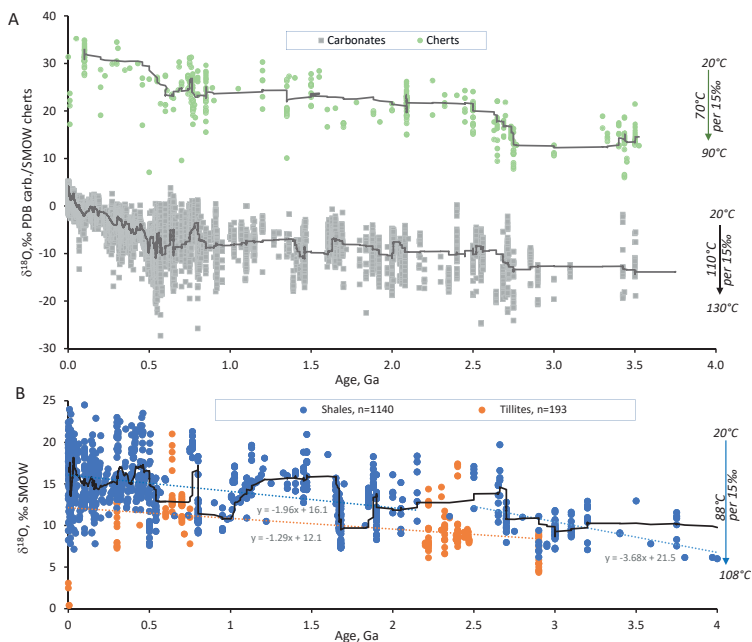 A
Carbonates
Cherts
δ18O,‰ PDB carb./SMOW cherts
40
30
20
10
0
-10
-20
-30
0.0
0.5
1.0
1.5
2.0
2.5
3.0
3.5
4.0
Age, Ga
20°C
70°C
per 15‰
90°C
20°C
110°C
per 15‰
130°C
B
Shales, n=1140
Tillites, n=193
δ18O, ‰ SMOW
25
20
15
10
5
0
0.0
0.5
1
1.5
2
2.5
3
3.5
4
Age, Ga
y = -1.96x + 16.1
y = -1.29x + 12.1
y = -3.68x + 21.5
20°C
88°C
per 15‰
108°C